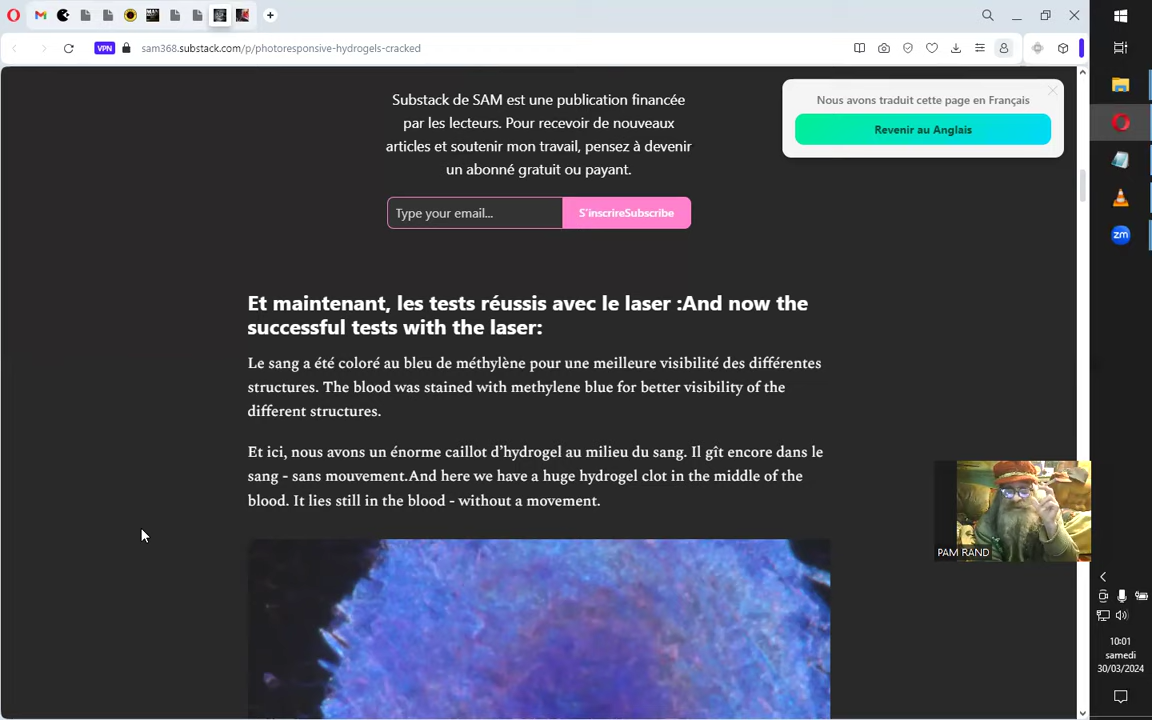 VPN
sam368.substack.com/p/photoresponsive-hydrogels-cracked
Nous avons traduit cette page en Français
Revenir au Anglais
Substack de SAM est une publication financée
par les lecteurs. Pour recevoir de nouveaux
articles et soutenir mon travail, pensez à devenir
un abonné gratuit ou payant.
Type your email...
S'inscrireSubscribe
Et maintenant, les tests réussis avec le laser :And now the
successful tests with the laser:
Le sang a été coloré au bleu de méthylène pour une meilleure visibilité des différentes
structures. The blood was stained with methylene blue for better visibility of the
different structures.
Et ici, nous avons un énorme caillot d'hydrogel au milieu du sang. Il gît encore dans le
sang - sans mouvement.And here we have a huge hydrogel clot in the middle of the
blood. It lies still in the blood - without a movement.
PAM RAND
zm
10:01
samedi
30/03/2024